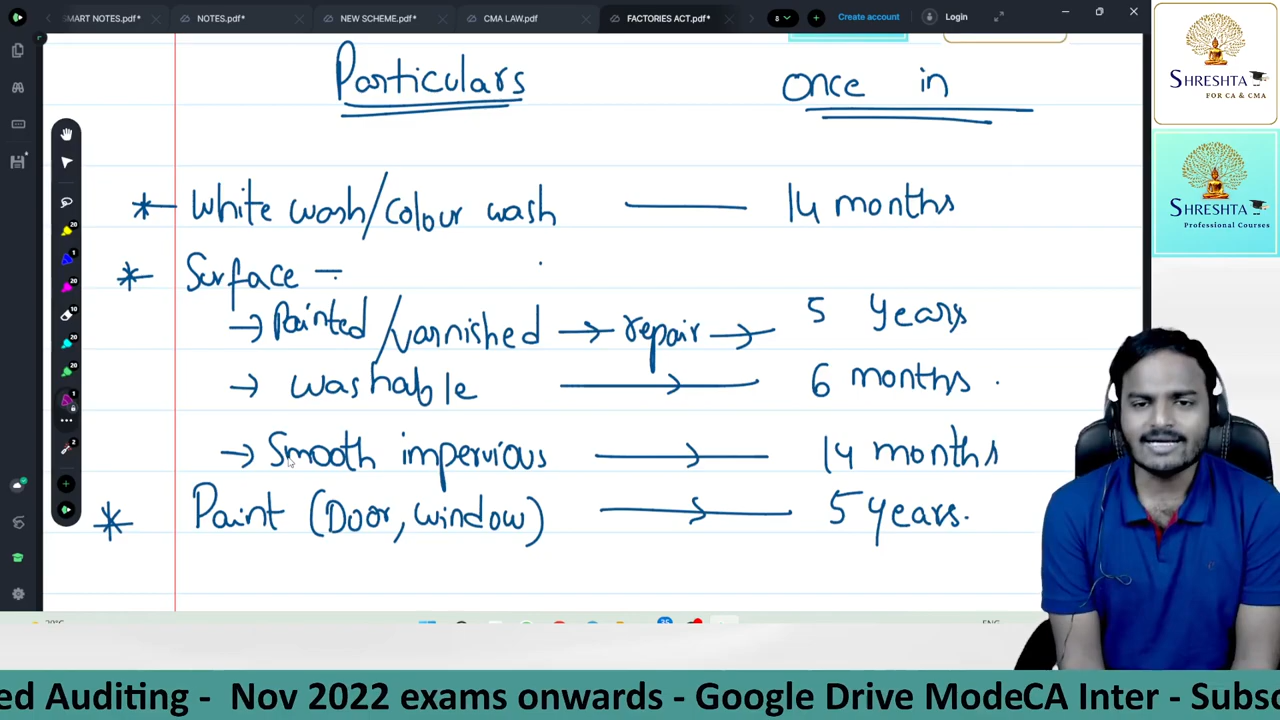 SMART NOTES.pdf* NOTES.pdf* NEW SCHEME.pdf* CMA LAW.pdf FACTORIES ACT.pdf* 8 Create account Login
Particulars once in
* White wash/colour wash — 14 months
* Surface -
→ Painted/varnished → repair → 5 years
→ washable → 6 months
→ Smooth impervious → 14 months
* Paint (Door, window) → 5 years.
SHRESHTA
FOR CA & CMA
SHRESHTA
Professional Courses
ENG
ed Auditing - Nov 2022 exams onwards - Google Drive ModeCA Inter - Subsc